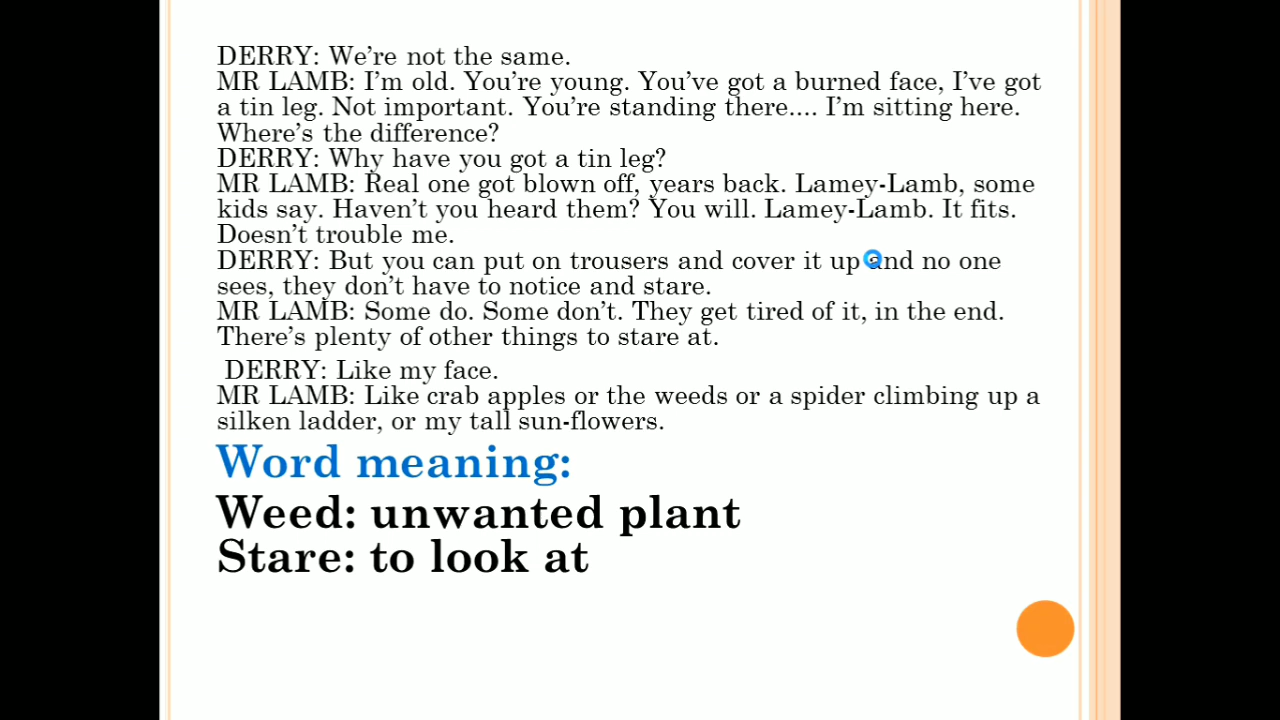 DERRY: We're not the same.
MR LAMB: I'm old. You're young. You've got a burned face, I've got
a tin leg. Not important. You're standing there.... I'm sitting here.
Where's the difference?
DERRY: Why have you got a tin leg?
MR LAMB: Real one got blown off, years back. Lamey-Lamb, some
kids say. Haven't you heard them? You will. Lamey-Lamb. It fits.
Doesn't trouble me.
DERRY: But you can put on trousers and cover it up and no one
sees, they don't have to notice and stare.
MR LAMB: Some do. Some don't. They get tired of it, in the end.
There's plenty of other things to stare at.
DERRY: Like my face.
MR LAMB: Like crab apples or the weeds or a spider climbing up a
silken ladder, or my tall sun-flowers.
Word meaning:
Weed: unwanted plant
Stare: to look at